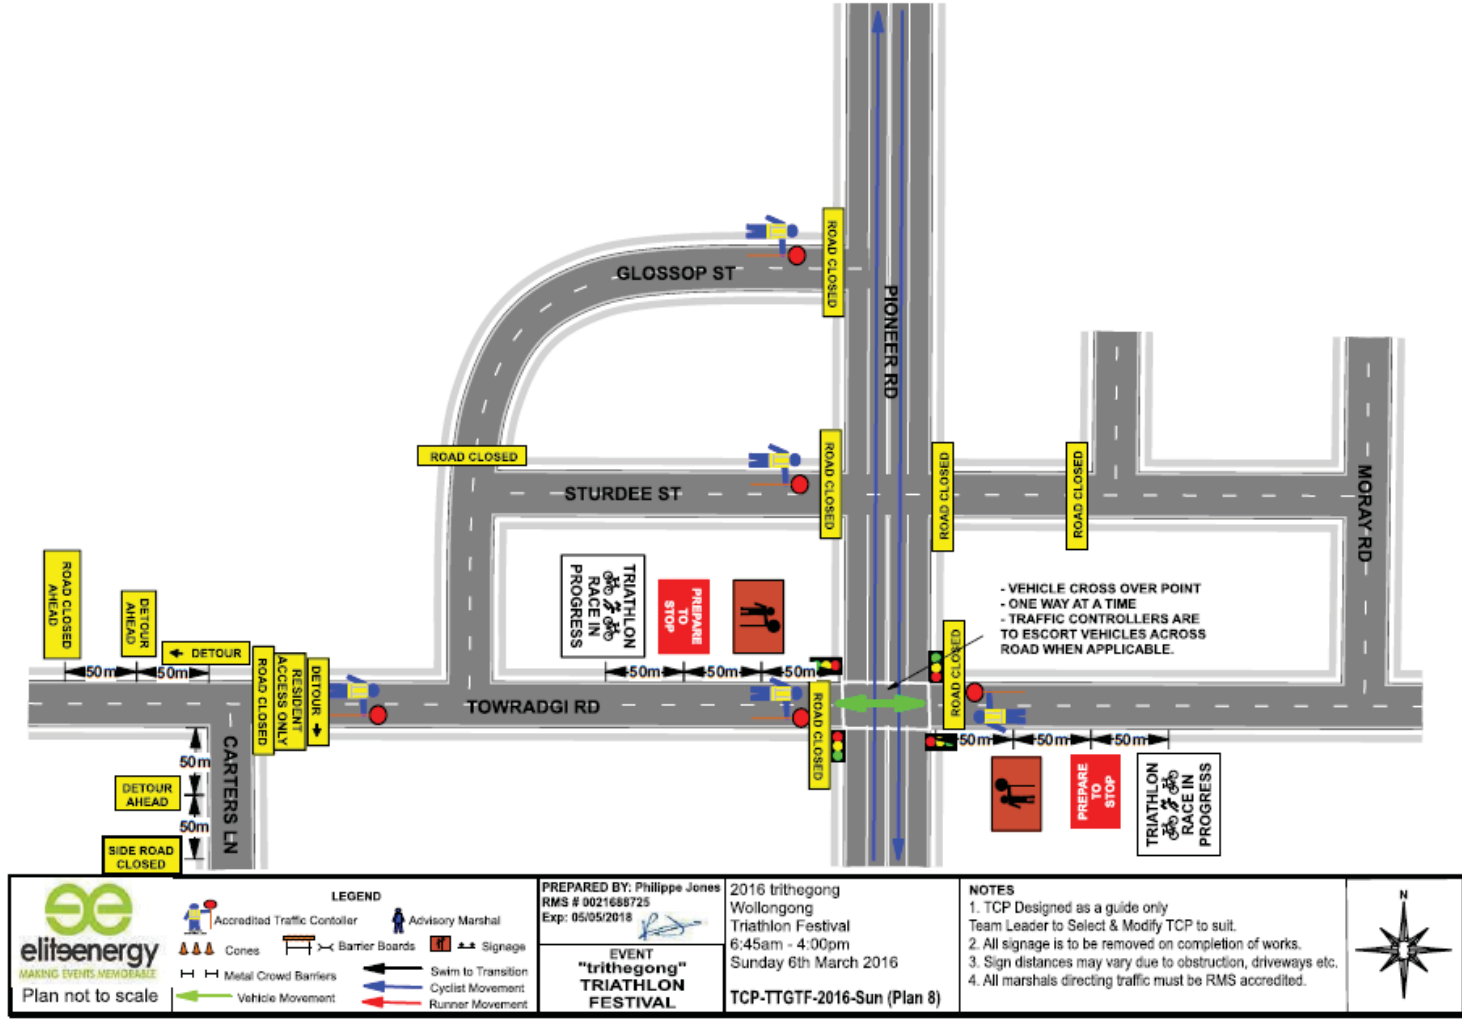 GLOSSOP ST
ROAD CLOSED
PIONEER RD
ROAD CLOSED
STURDEE ST
ROAD CLOSED
ROAD CLOSED
ROAD CLOSED
MORAY RD
ROAD CLOSED
AHEAD
DETOUR
AHEAD
DETOUR
50m
50m
ROAD CLOSED
RESIDENT
ACCESS ONLY
DETOUR
TRIATHLON
RACE IN
PROGRESS
PREPARE
TO
STOP
50m
50m
50m
- VEHICLE CROSS OVER POINT
- ONE WAY AT A TIME
- TRAFFIC CONTROLLERS ARE
TO ESCORT VEHICLES ACROSS
ROAD WHEN APPLICABLE.
TOWRADGI RD
ROAD CLOSED
ROAD CLOSED
50m
50m
50m
PREPARE
TO
STOP
TRIATHLON
RACE IN
PROGRESS
CARTERS LN
50m
DETOUR
AHEAD
50m
SIDE ROAD
CLOSED
eliteenergy
MAKING EVENTS MEMORABLE
Plan not to scale
LEGEND
Accredited Traffic Contoller
Advisory Marshal
Cones
Barrier Boards
Signage
Metal Crowd Barriers
Swim to Transition
Cyclist Movement
Vehicle Movement
Runner Movement
PREPARED BY: Philippe Jones
RMS # 0021688725
Exp: 05/05/2018
EVENT
"trithegong"
TRIATHLON
FESTIVAL
2016 trithegong
Wollongong
Triathlon Festival
6:45am - 4:00pm
Sunday 6th March 2016
TCP-TTGTF-2016-Sun (Plan 8)
NOTES
1. TCP Designed as a guide only
Team Leader to Select & Modify TCP to suit.
2. All signage is to be removed on completion of works.
3. Sign distances may vary due to obstruction, driveways etc.
4. All marshals directing traffic must be RMS accredited.
N